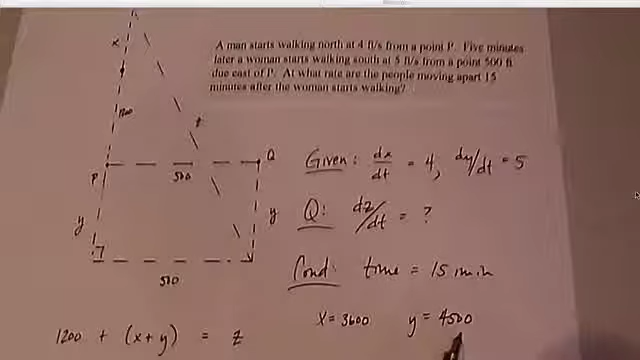 A man starts walking north at 4 ft/s from a point P. Five minutes
later a woman starts walking south at 5 ft/s from a point 500 ft
due east of P. At what rate are the people moving apart 15
minutes after the woman starts walking?
x
1200
z
P
500
Q
y
y
500
Given: dx/dt = 4, dy/dt = 5
Q: dz/dt = ?
Cond: time = 15 min
x = 3600 y = 4500
1200 + (x+y) = z